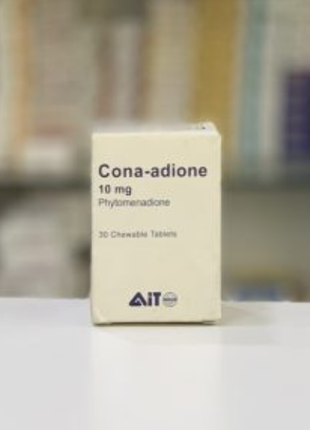 Cona-adione
10 mg
Phytomenadione
30 Chewable Tablets
AiT